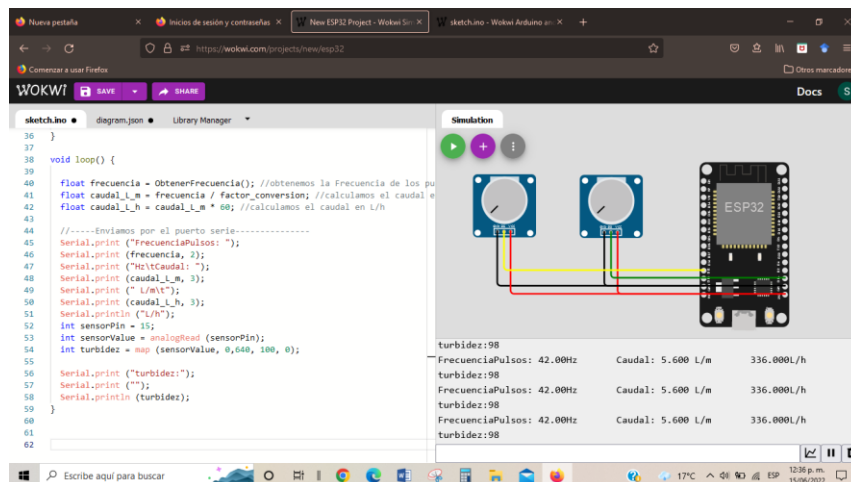 Nueva pestaña
Inicios de sesión y contraseñas
New ESP32 Project - Wokwi Sim
sketch.ino - Wokwi Arduino an
https://wokwi.com/projects/new/esp32
Comenzar a usar Firefox
Otros marcadores
WOKWI
SAVE
SHARE
Docs
S
sketch.ino
diagram.json
Library Manager
Simulation
36 }
37
38 void loop() {
39
40 float frecuencia = ObtenerFrecuencia(); //obtenemos la Frecuencia de los pu
41 float caudal_L_m = frecuencia / factor_conversion; //calculamos el caudal e
42 float caudal_L_h = caudal_L_m * 60; //calculamos el caudal en L/h
43
44 //-----Enviamos por el puerto serie---------------
45 Serial.print ("FrecuenciaPulsos: ");
46 Serial.print (frecuencia, 2);
47 Serial.print ("Hz\tCaudal: ");
48 Serial.print (caudal_L_m, 3);
49 Serial.print (" L/m\t");
50 Serial.print (caudal_L_h, 3);
51 Serial.println ("L/h");
52 int sensorPin = 15;
53 int sensorValue = analogRead (sensorPin);
54 int turbidez = map (sensorValue, 0,640, 100, 0);
55
56 Serial.print ("turbidez:");
57 Serial.print ("");
58 Serial.println (turbidez);
59 }
60
61
62
ESP32
turbidez:98
FrecuenciaPulsos: 42.00Hz Caudal: 5.600 L/m 336.000L/h
turbidez:98
FrecuenciaPulsos: 42.00Hz Caudal: 5.600 L/m 336.000L/h
turbidez:98
FrecuenciaPulsos: 42.00Hz Caudal: 5.600 L/m 336.000L/h
turbidez:98
Escribe aquí para buscar
17°C
ESP
12:36 p. m.
15/06/2022